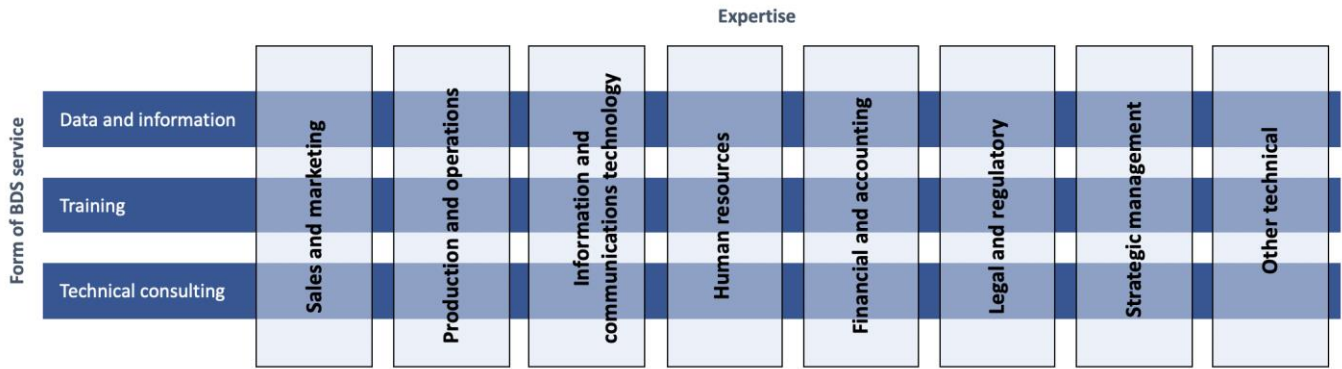 Expertise
Form of BDS service
Data and information
Training
Technical consulting
Sales and marketing
Production and operations
Information and
communications technology
Human resources
Financial and accounting
Legal and regulatory
Strategic management
Other technical